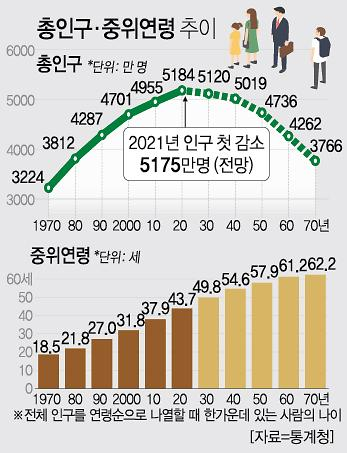 총인구·중위연령 추이
6000
총인구 *단위: 만 명
5184 5120
4955 5019
4701 4736
5000
4287 4262
3812 3766
4000
3224
2021년 인구 첫 감소
5175만명 (전망)
3000
1970 80 90 2000 10 20 30 40 50 60 70년
중위연령 *단위: 세
60세
50
40
30
20
10
0
18.5 21.8 27.0 31.8 37.9 43.7 49.8 54.6 57.9 61.2 62.2
1970 80 90 2000 10 20 30 40 50 60 70년
※전체 인구를 연령순으로 나열할 때 한가운데 있는 사람의 나이
[자료=통계청]